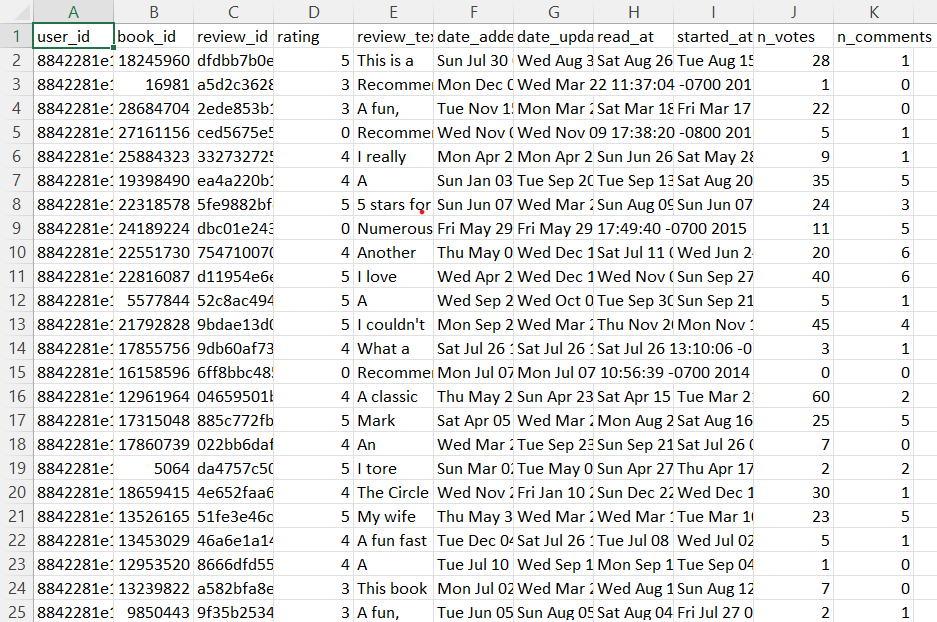 A B C D E F G H I J K
1 user_id book_id review_id rating review_te date_adde date_upda read_at started_at n_votes n_comments
2 8842281e1 18245960 dfdbb7b0e 5 This is a Sun Jul 30 Wed Aug 3 Sat Aug 26 Tue Aug 15 28 1
3 8842281e1 16981 a5d2c3628 3 Recomme Mon Dec 0 Wed Mar 22 11:37:04 -0700 201 1 0
4 8842281e1 28684704 2ede853b1 3 A fun, Tue Nov 1 Mon Mar 2 Sat Mar 18 Fri Mar 17 22 0
5 8842281e1 27161156 ced5675e5 0 Recomme Wed Nov 0 Wed Nov 09 17:38:20 -0800 201 5 1
6 8842281e1 25884323 332732725 4 I really Mon Apr 2 Mon Apr 2 Sun Jun 26 Sat May 28 9 1
7 8842281e1 19398490 ea4a220b1 4 A Sun Jan 03 Tue Sep 20 Tue Sep 13 Sat Aug 20 35 5
8 8842281e1 22318578 5fe9882bf 5 5 stars for Sun Jun 07 Wed Mar 2 Sun Aug 09 Sun Jun 07 24 3
9 8842281e1 24189224 dbc01e243 0 Numerous Fri May 29 Fri May 29 17:49:40 -0700 2015 11 5
10 8842281e1 22551730 754710070 4 Another Thu May 0 Wed Dec 1 Sat Jul 11 0 Wed Jun 2 20 6
11 8842281e1 22816087 d11954e6e 5 I love Wed Apr 2 Wed Dec 1 Wed Nov 0 Sun Sep 27 40 6
12 8842281e1 5577844 52c8ac494 5 A Wed Sep 2 Wed Oct 0 Tue Sep 30 Sun Sep 21 5 1
13 8842281e1 21792828 9bdae13d0 5 I couldn't Mon Sep 2 Wed Mar 2 Thu Nov 20 Mon Nov 1 45 4
14 8842281e1 17855756 9db60af73 4 What a Sat Jul 26 1 Sat Jul 26 1 Sat Jul 26 13:10:06 -0 3 1
15 8842281e1 16158596 6ff8bbc48 0 Recomme Mon Jul 07 Mon Jul 07 10:56:39 -0700 2014 0 0
16 8842281e1 12961964 04659501b 4 A classic Thu May 2 Sun Apr 23 Sat Apr 15 Tue Mar 2 60 2
17 8842281e1 17315048 885c772fb 5 Mark Sat Apr 05 Wed Mar 2 Mon Aug 2 Sat Aug 16 25 5
18 8842281e1 17860739 022bb6daf 4 An Wed Mar 2 Tue Sep 23 Sun Sep 21 Sat Jul 26 0 7 0
19 8842281e1 5064 da4757c50 5 I tore Sun Mar 02 Tue May 0 Sun Apr 27 Thu Apr 17 2 2
20 8842281e1 18659415 4e652faa6 4 The Circle Wed Nov 2 Fri Jan 10 2 Sun Dec 22 Wed Dec 1 30 1
21 8842281e1 13526165 51fe3e46c 5 My wife Thu May 3 Wed Mar 2 Wed Mar 1 Tue Mar 1 23 5
22 8842281e1 13453029 46a6e1a14 4 A fun fast Tue Dec 04 Sat Jul 26 1 Tue Jul 08 Wed Jul 02 5 1
23 8842281e1 12953520 8666dfd55 4 A Tue Jul 10 Wed Sep 1 Mon Sep 1 Tue Sep 04 1 0
24 8842281e1 13239822 a582bfa8e 3 This book Mon Jul 02 Wed Mar 2 Wed Aug 1 Sun Aug 12 7 0
25 8842281e1 9850443 9f35b2534 3 A fun, Tue Jun 05 Sun Aug 05 Sat Aug 04 Fri Jul 27 0 2 1